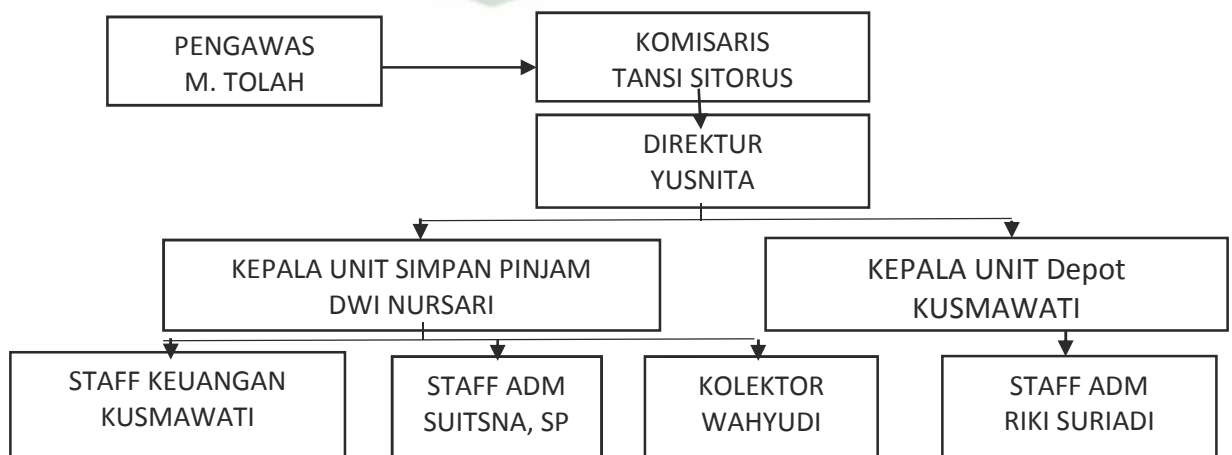 PENGAWAS
M. TOLAH
KOMISARIS
TANSI SITORUS
DIREKTUR
YUSNITA
KEPALA UNIT SIMPAN PINJAM
DWI NURSARI
KEPALA UNIT Depot
KUSMAWATI
STAFF KEUANGAN
KUSMAWATI
STAFF ADM
SUITSNA, SP
KOLEKTOR
WAHYUDI
STAFF ADM
RIKI SURIADI